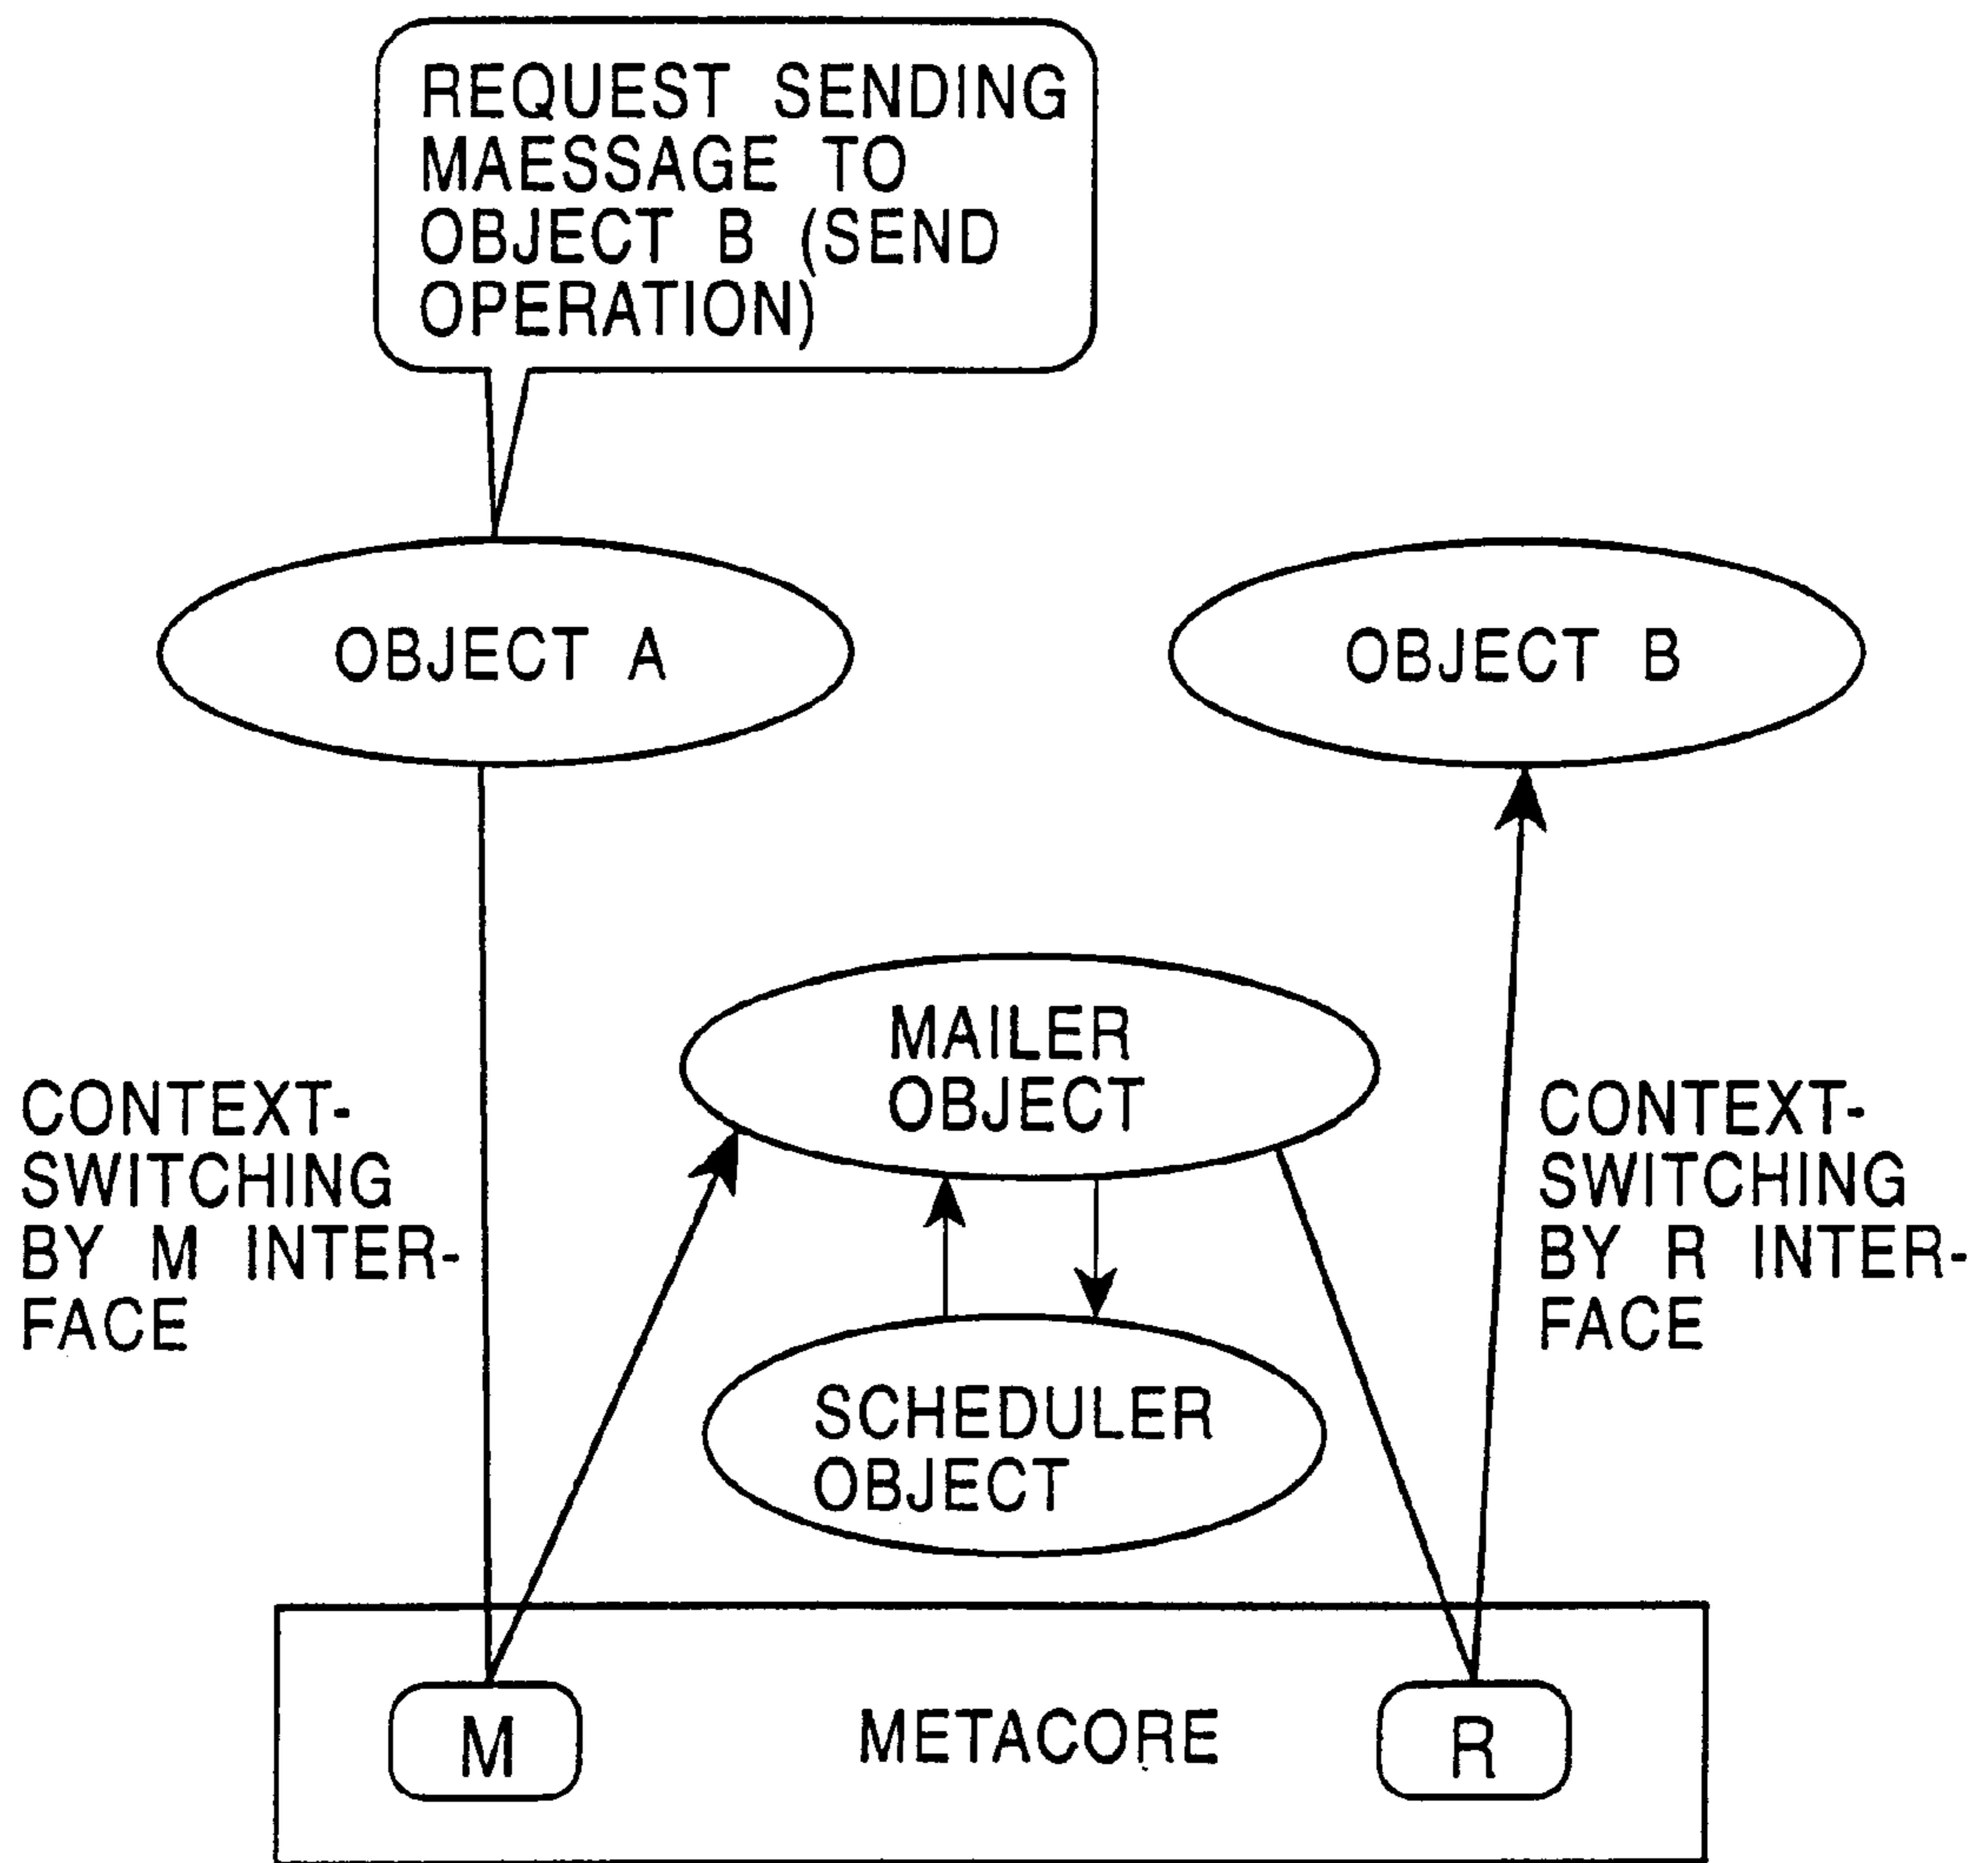 REQUEST SENDING
MAESSAGE TO
OBJECT B (SEND
OPERATION)
OBJECT A
OBJECT B
MAILER
OBJECT
CONTEXT-
SWITCHING
BY M INTER-
FACE
CONTEXT-
SWITCHING
BY R INTER-
FACE
SCHEDULER
OBJECT
M
METACORE
R